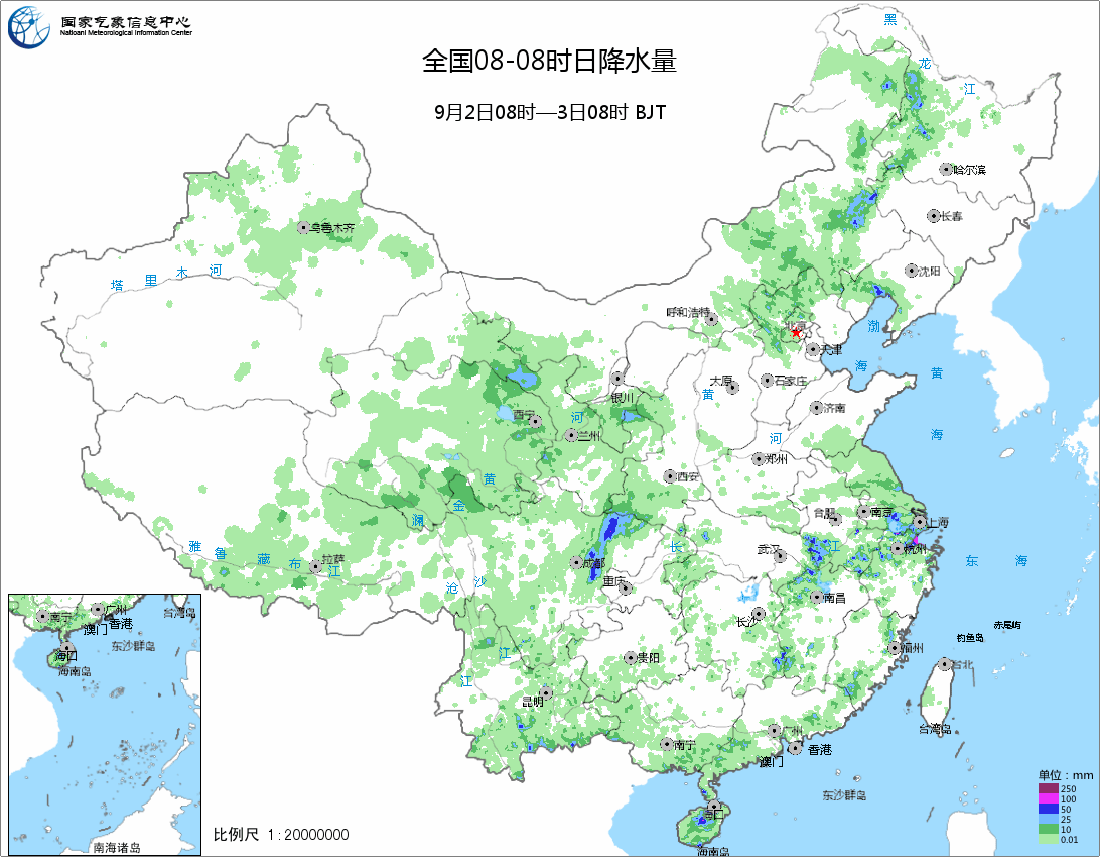 国家气象信息中心
Natioanl Meteorological Information Center
全国08-08时日降水量
9月2日08时—3日08时 BJT
黑
龙
江
哈尔滨
长春
乌鲁木齐
沈阳
塔 里 木 河
呼和浩特
北京
渤
天津
海
黄
太原
石家庄
银川
黄
济南
西宁
河
兰州
海
河
郑州
西安
黄
金
澜
合肥
南京
上海
雅 鲁 藏 布 江
拉萨
长
江
武汉
杭州
东 海
成都
沧 沙
重庆
南昌
长沙
赤尾屿
钓鱼岛
江
贵阳
福州
台北
江
昆明
南宁
广州
香港
澳门
台湾岛
东沙群岛
海口
海南岛
南宁
广州
台湾岛
澳门
香港
东沙群岛
海口
海南岛
南海诸岛
比例尺 1:20000000
单位：mm
250
100
50
25
10
0.01